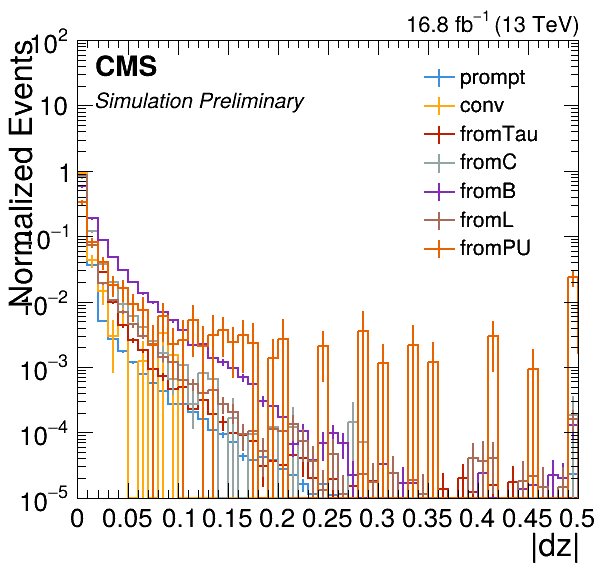 16.8 fb⁻¹ (13 TeV)
CMS
Simulation Preliminary
prompt
conv
fromTau
fromC
fromB
fromL
fromPU
Normalized Events
10²
10
1
10⁻¹
10⁻²
10⁻³
10⁻⁴
10⁻⁵
0 0.05 0.1 0.15 0.2 0.25 0.3 0.35 0.4 0.45 0.5
|dz|